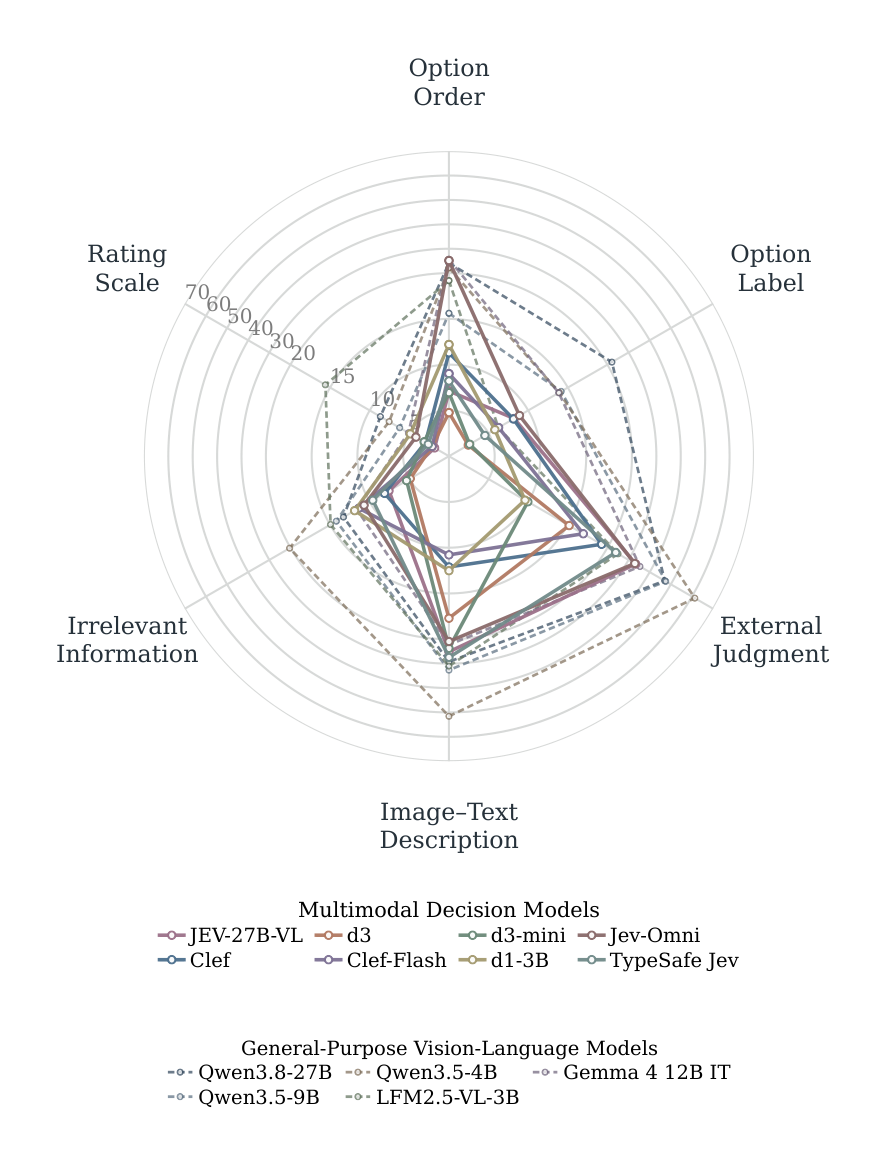 Option
Order
Rating
Scale
Option
Label
70
60
50
40
30
20
15
10
Irrelevant
Information
External
Judgment
Image–Text
Description
Multimodal Decision Models
JEV-27B-VL d3 d3-mini Jev-Omni
Clef Clef-Flash d1-3B TypeSafe Jev
General-Purpose Vision-Language Models
Qwen3.8-27B Qwen3.5-4B Gemma 4 12B IT
Qwen3.5-9B LFM2.5-VL-3B